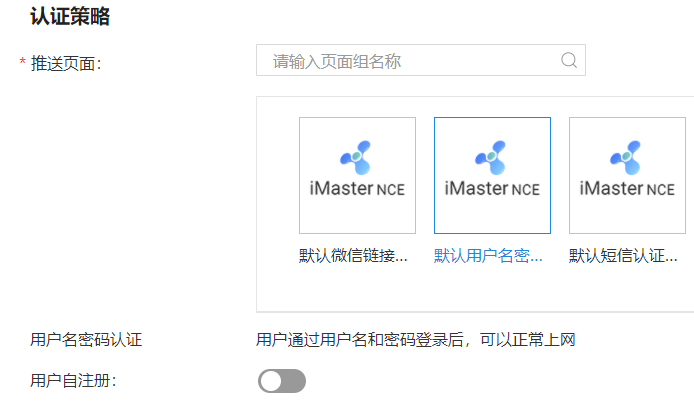 认证策略
* 推送页面:
请输入页面组名称
iMaster NCE
iMaster NCE
iMaster NCE
默认微信链接...
默认用户名密...
默认短信认证...
用户名密码认证
用户通过用户名和密码登录后，可以正常上网
用户自注册: